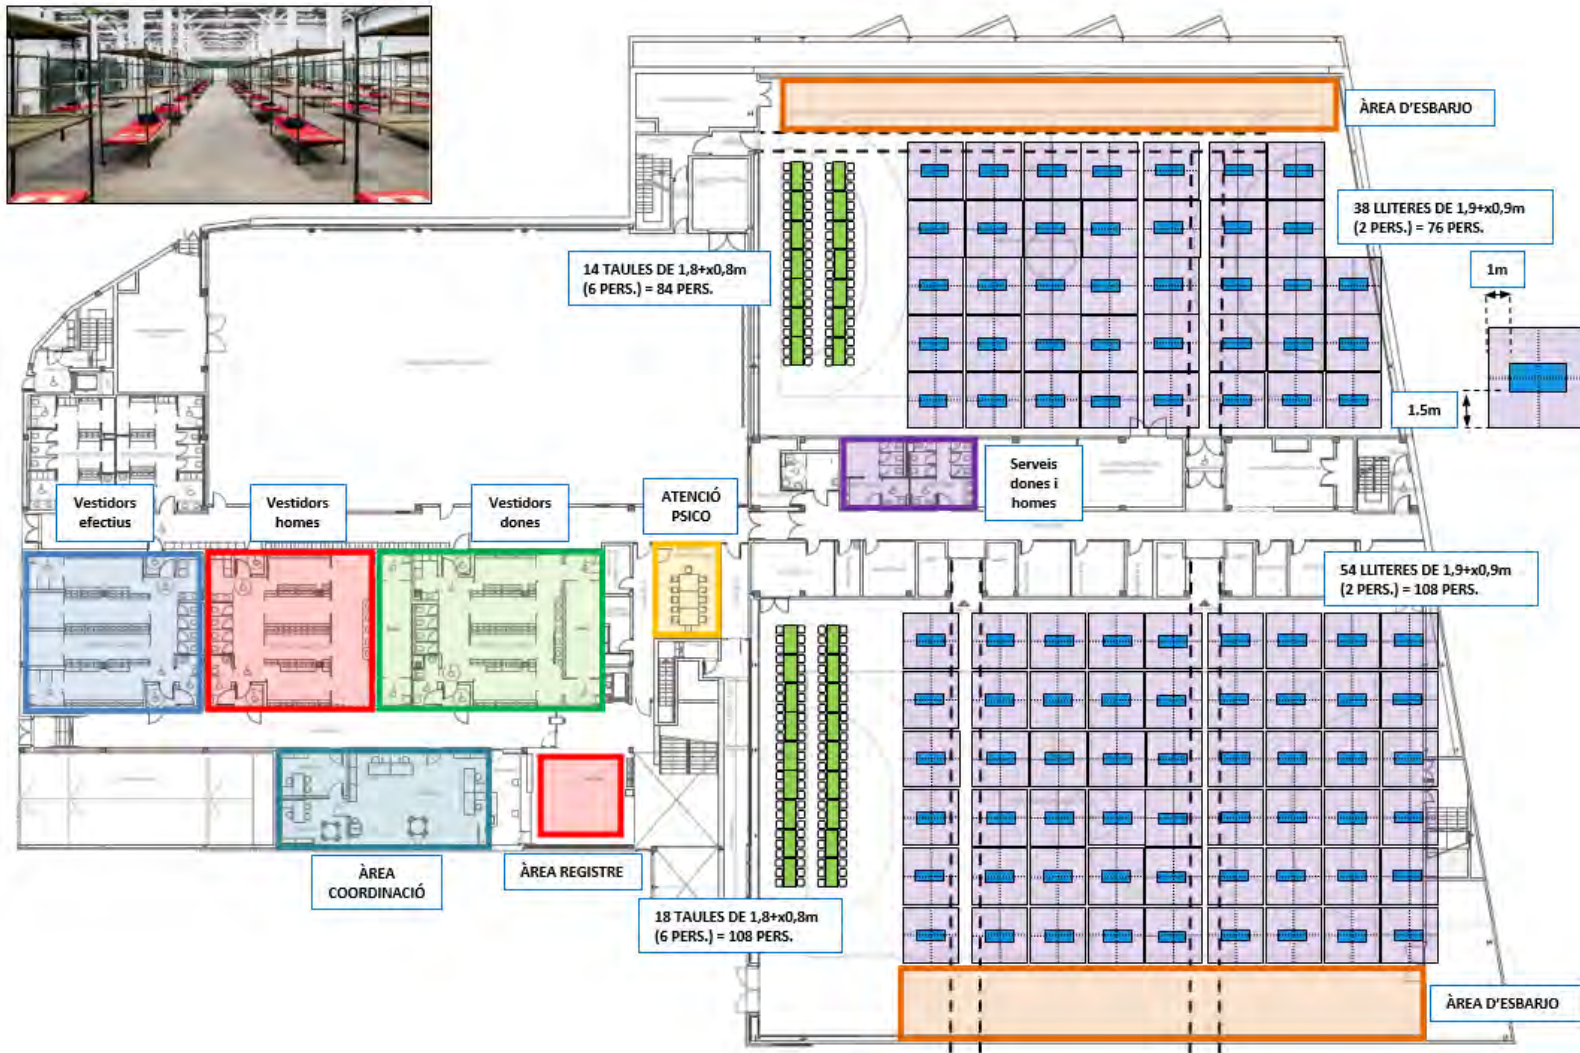 ÀREA D'ESBARJO
38 LLITERES DE 1,9+x0,9m
(2 PERS.) = 76 PERS.
14 TAULES DE 1,8+x0,8m
(6 PERS.) = 84 PERS.
1m
1.5m
Serveis
dones i
homes
Vestidors
efectius
Vestidors
homes
Vestidors
dones
ATENCIÓ
PSICO
54 LLITERES DE 1,9+x0,9m
(2 PERS.) = 108 PERS.
ÀREA
COORDINACIÓ
ÀREA REGISTRE
18 TAULES DE 1,8+x0,8m
(6 PERS.) = 108 PERS.
ÀREA D'ESBARJO